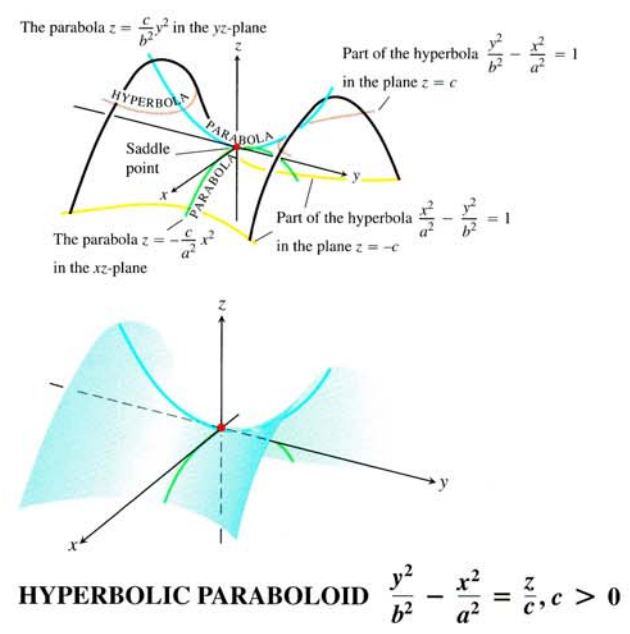 The parabola z = c/b² y² in the yz-plane
z
Part of the hyperbola y²/b² − x²/a² = 1
in the plane z = c
HYPERBOLA
PARABOLA
Saddle
point
PARABOLA
x
y
Part of the hyperbola x²/a² − y²/b² = 1
in the plane z = −c
The parabola z = −c/a² x²
in the xz-plane
z
y
x
HYPERBOLIC PARABOLOID y²/b² − x²/a² = z/c, c > 0